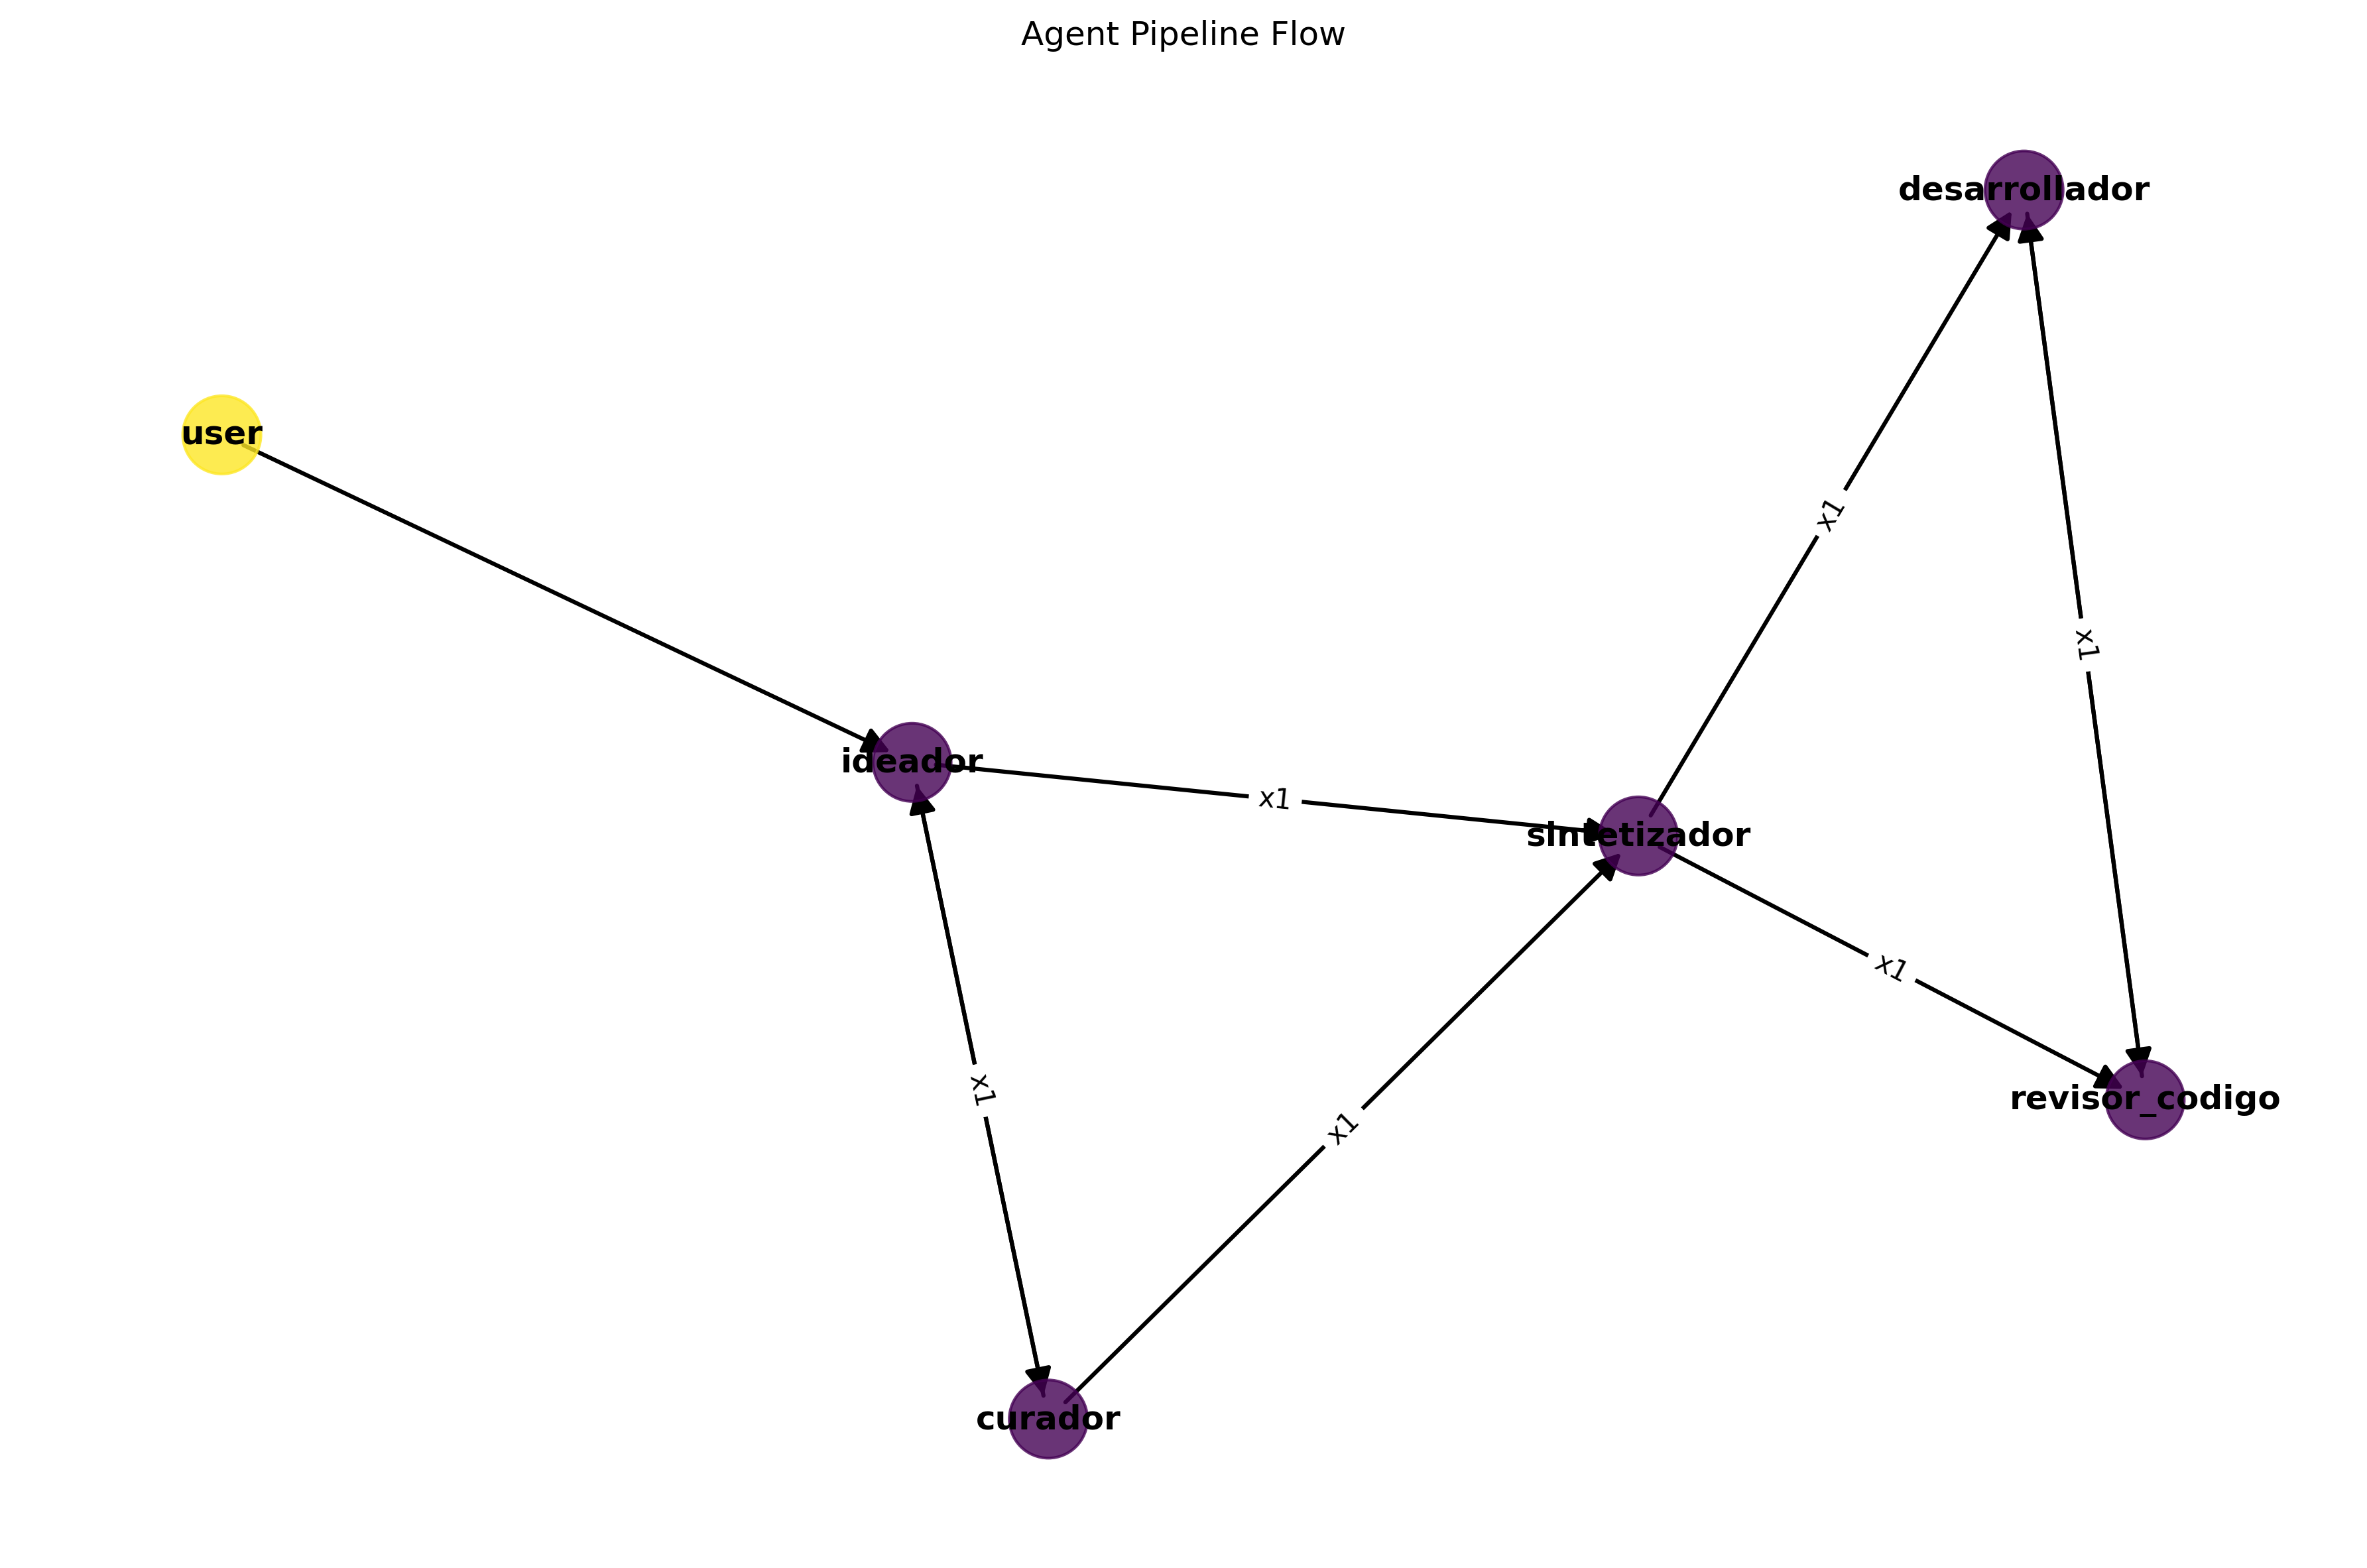 Agent Pipeline Flow
desarrollador
user
x1
x1
ideador
x1
sintetizador
x1
x1
revisor_codigo
x1
curador